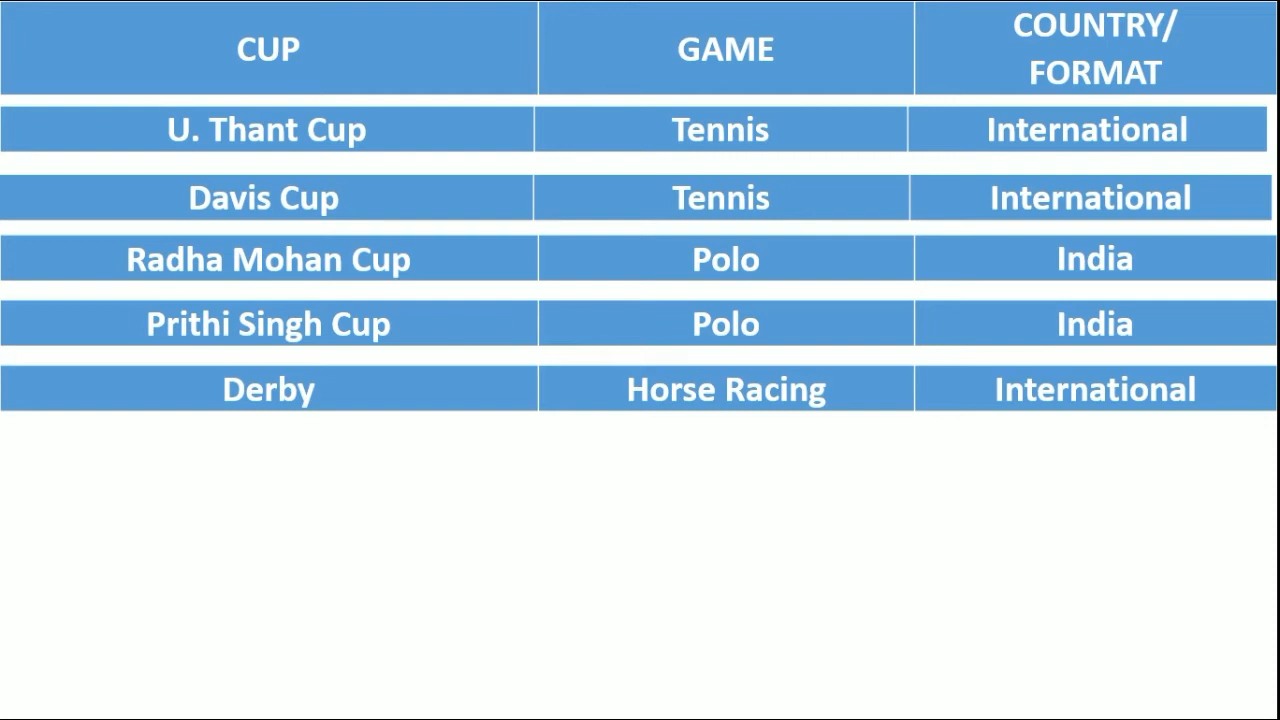 CUP GAME COUNTRY/
FORMAT
U. Thant Cup Tennis International
Davis Cup Tennis International
Radha Mohan Cup Polo India
Prithi Singh Cup Polo India
Derby Horse Racing International